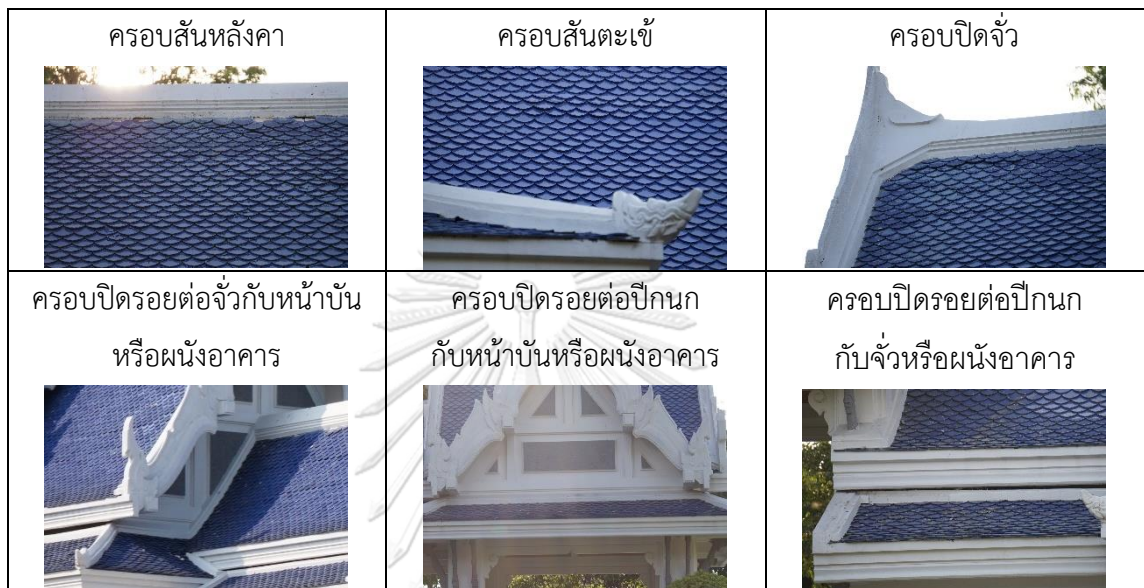 ครอบสันหลังคา
ครอบสันตะเข้
ครอบปิดจั่ว
ครอบปิดรอยต่อจั่วกับหน้าบัน
หรือผนังอาคาร
ครอบปิดรอยต่อปีกนก
กับหน้าบันหรือผนังอาคาร
ครอบปิดรอยต่อปีกนก
กับจั่วหรือผนังอาคาร